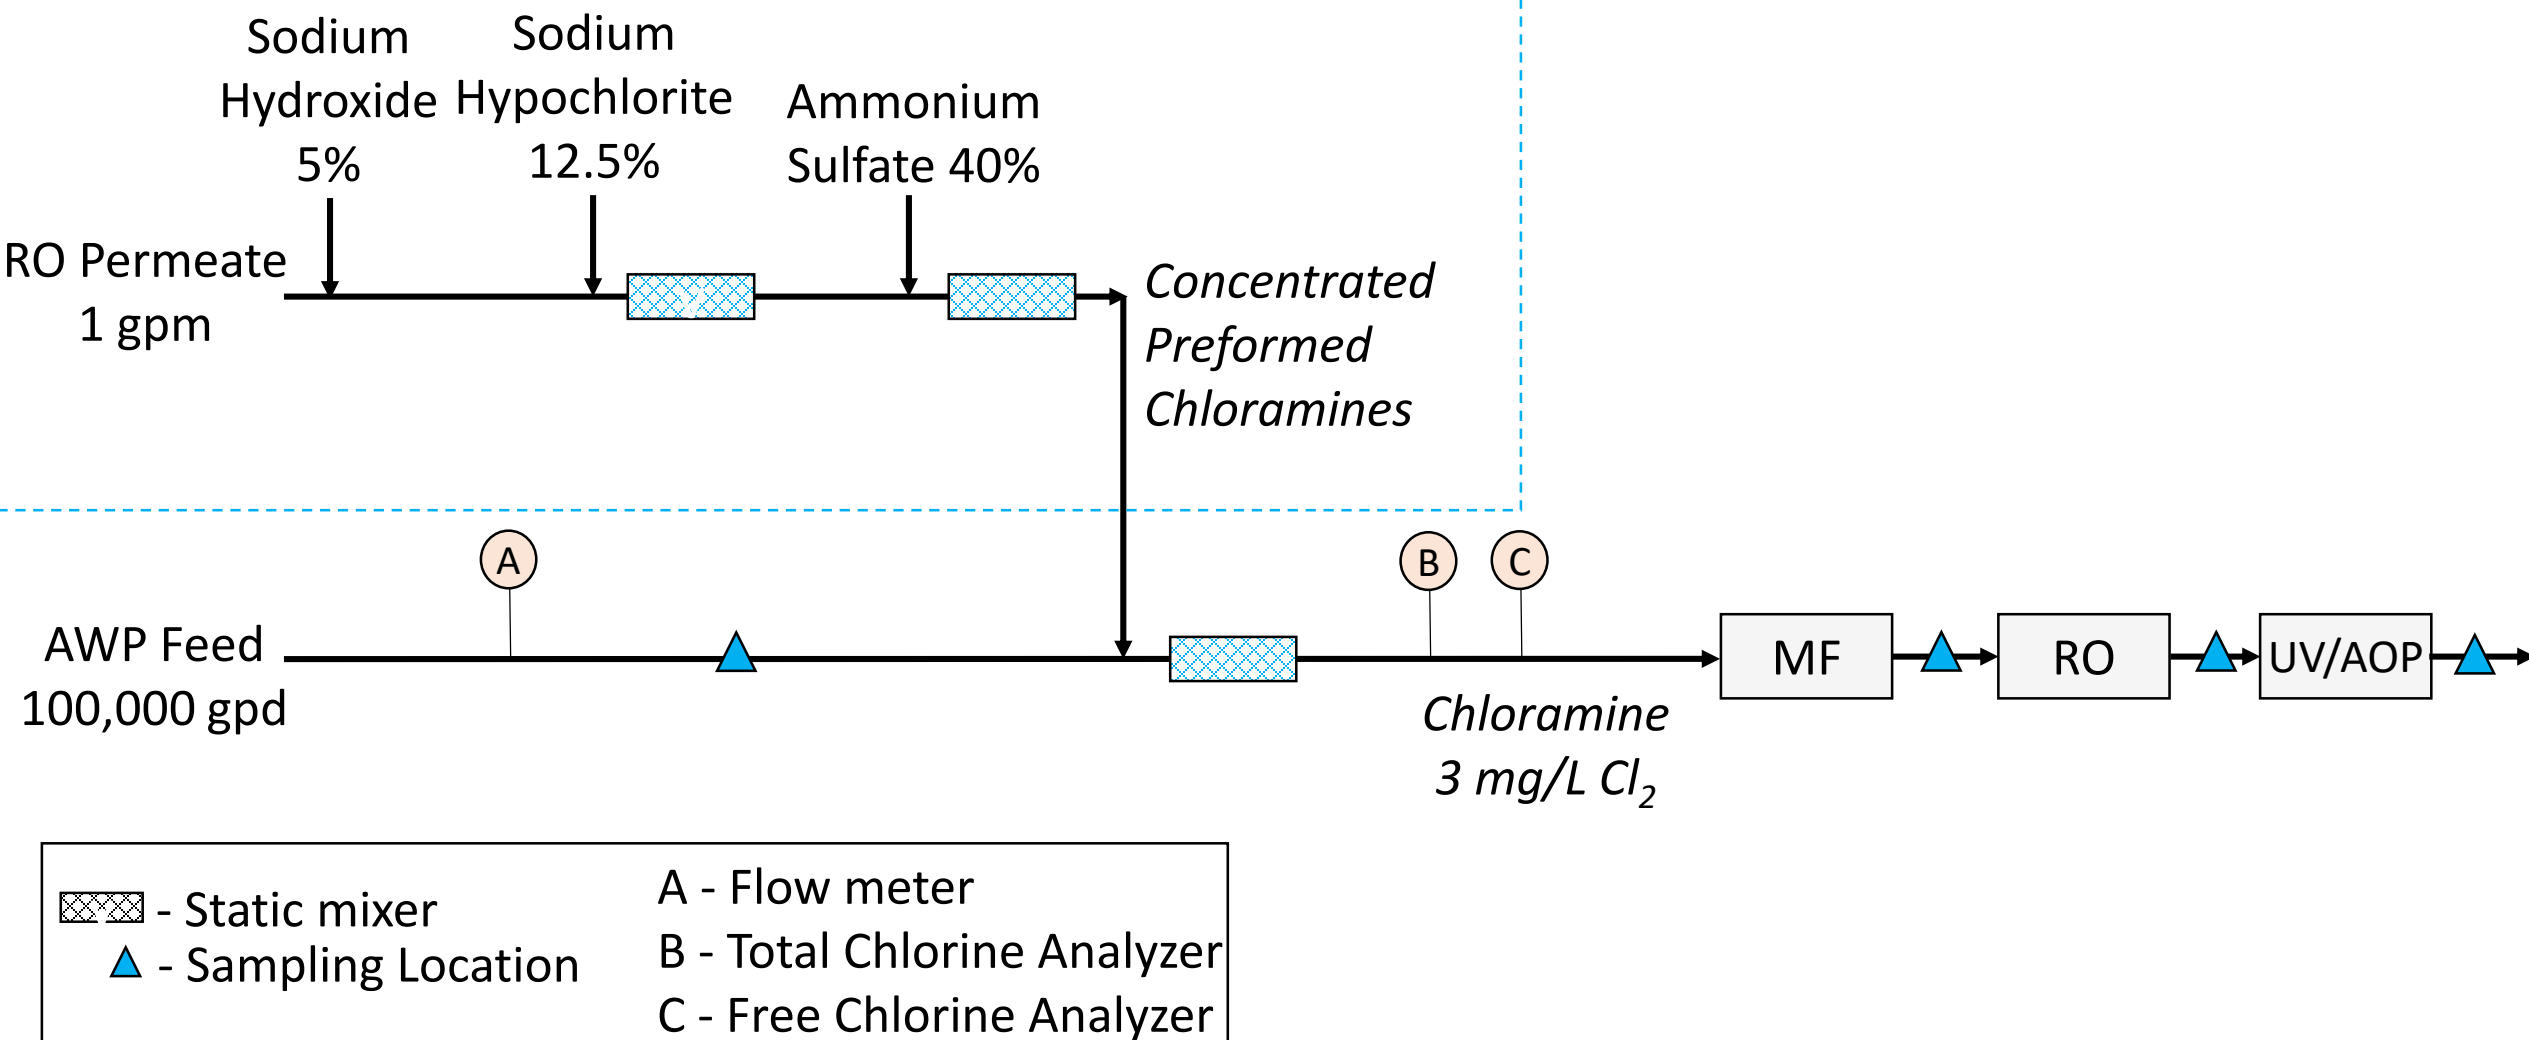 Sodium
Hydroxide
5%
Sodium
Hypochlorite
12.5%
Ammonium
Sulfate 40%
RO Permeate
1 gpm
Concentrated
Preformed
Chloramines
A
B
C
AWP Feed
100,000 gpd
MF
RO
UV/AOP
Chloramine
3 mg/L Cl2
- Static mixer
- Sampling Location
A - Flow meter
B - Total Chlorine Analyzer
C - Free Chlorine Analyzer